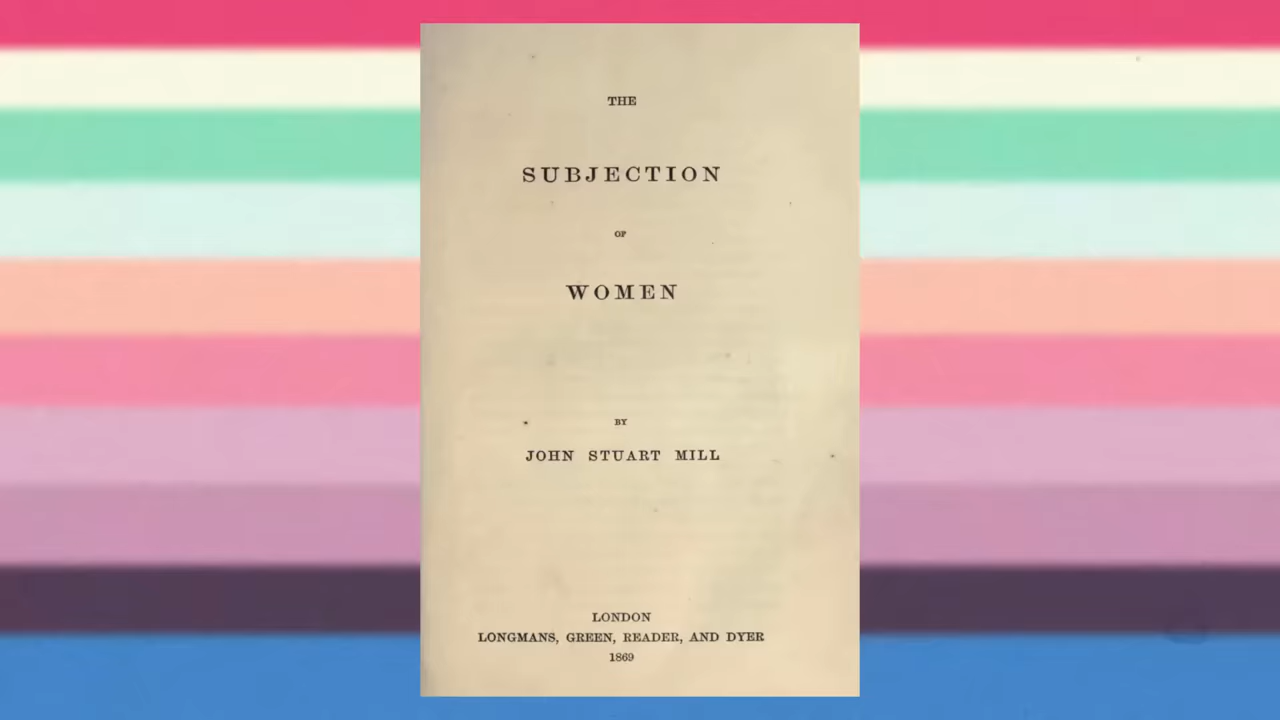 THE
SUBJECTION
OF
WOMEN
BY
JOHN STUART MILL
LONDON
LONGMANS, GREEN, READER, AND DYER
1869